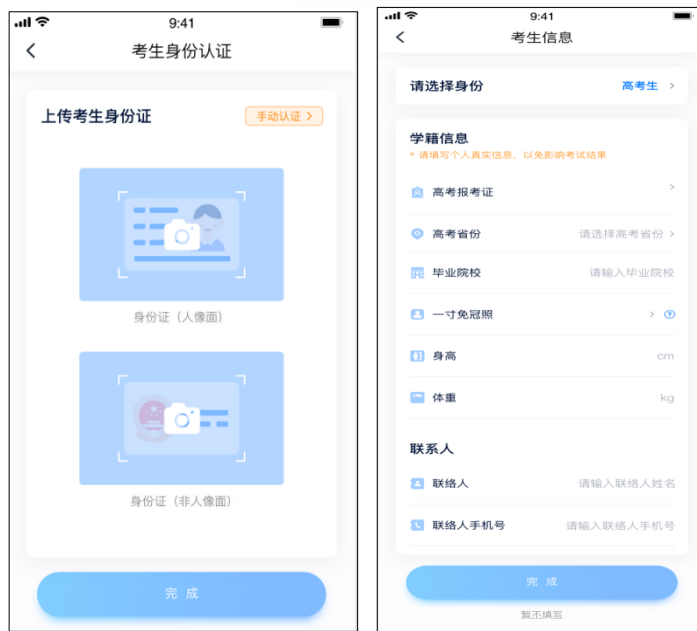 9:41
考生身份认证
上传考生身份证
手动认证 >
身份证（人像面）
身份证（非人像面）
完 成
9:41
考生信息
请选择身份 高考生 >
学籍信息
* 请填写个人真实信息，以免影响考试结果
高考报考证 >
高考省份 请选择高考省份 >
毕业院校 请输入毕业院校
一寸免冠照 > ?
身高 cm
体重 kg
联系人
联络人 请输入联络人姓名
联络人手机号 请输入联络人手机号
完 成
暂不填写